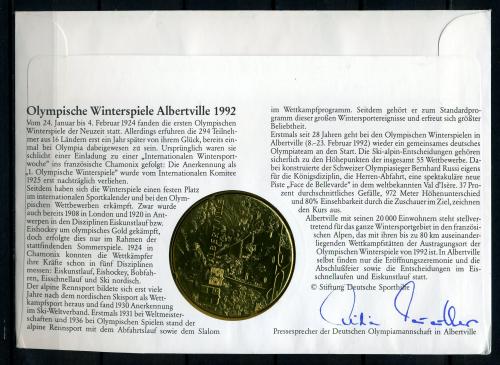 Olympische Winterspiele Albertville 1992
Vom 24. Januar bis 4. Februar 1924 fanden die ersten Olympischen
Winterspiele der Neuzeit statt. Allerdings erfuhren die 294 Teilneh-
mer aus 16 Ländern erst ein Jahr später von ihrem Glück, bereits ein-
mal bei Olympia dabeigewesen zu sein. Ursprünglich waren sie
schlicht einer Einladung zu einer „Internationalen Wintersport-
woche" ins französische Chamonix gefolgt: Die Anerkennung als
„I. Olympische Winterspiele" wurde vom Internationalen Komitee
1925 erst nachträglich verliehen.
Seitdem haben sich die Winterspiele einen festen Platz
im internationalen Sportkalender und bei den Olym-
pischen Wettbewerben erkämpft. Zwar wurde
auch bereits 1908 in London und 1920 in Ant-
werpen in den Disziplinen Eiskunstlauf bzw.
Eishockey um olympisches Gold gekämpft,
doch erfolgte dies nur im Rahmen der
stattfindenden Sommerspiele. 1924 in
Chamonix konnten die Wettkämpfer
ihre Kräfte schon in fünf Disziplinen
messen: Eiskunstlauf, Eishockey, Bobfah-
ren, Eisschnellauf und Ski nordisch.
Der alpine Rennsport bildete sich erst viele
Jahre nach dem nordischen Skisport als Wett-
kampfsport heraus und fand 1930 Anerkennung
im Ski-Weltverband. Erstmals 1931 bei Weltmeister-
schaften und 1936 bei Olympischen Spielen stand der
alpine Rennsport mit dem Abfahrtslauf sowie dem Slalom
im Wettkampfprogramm. Seitdem gehört er zum Standardpro-
gramm dieser großen Wintersportereignisse und erfreut sich größter
Beliebtheit.
Erstmals seit 28 Jahren geht bei den Olympischen Winterspielen in
Albertville (8.-23. Februar 1992) wieder ein gemeinsames deutsches
Olympiateam an den Start. Die Ski-alpin-Entscheidungen gehören
sicherlich zu den Höhepunkten der insgesamt 55 Wettbewerbe. Da-
bei konstruierte der Schweizer Olympiasieger Bernhard Russi eigens
für die Königsdisziplin, die Herren-Abfahrt, eine spektakuläre neue
Piste „Face de Bellevarde" in dem weltbekannten Val d'Isère. 37 Pro-
zent durchschnittliches Gefälle, 972 Meter Höhenunterschied
und 80% Einsehbarkeit durch die Zuschauer im Ziel, zeichnen
den Kurs aus.
Albertville mit seinen 20 000 Einwohnern steht stellver-
tretend für das ganze Wintersportgebiet in den französi-
schen Alpen, das mit ihren bis zu 80 km auseinander-
liegenden Wettkampfstätten der Austragungsort der
Olympischen Winterspiele von 1992 ist. In Albertville
selbst finden nur die Eröffnungszeremonie und die
Abschlußfeier sowie die Entscheidungen im Eis-
schnellaufen und Eiskunstlauf statt.
© Stiftung Deutsche Sporthilfe
Pressesprecher der Deutschen Olympiamannschaft in Albertville